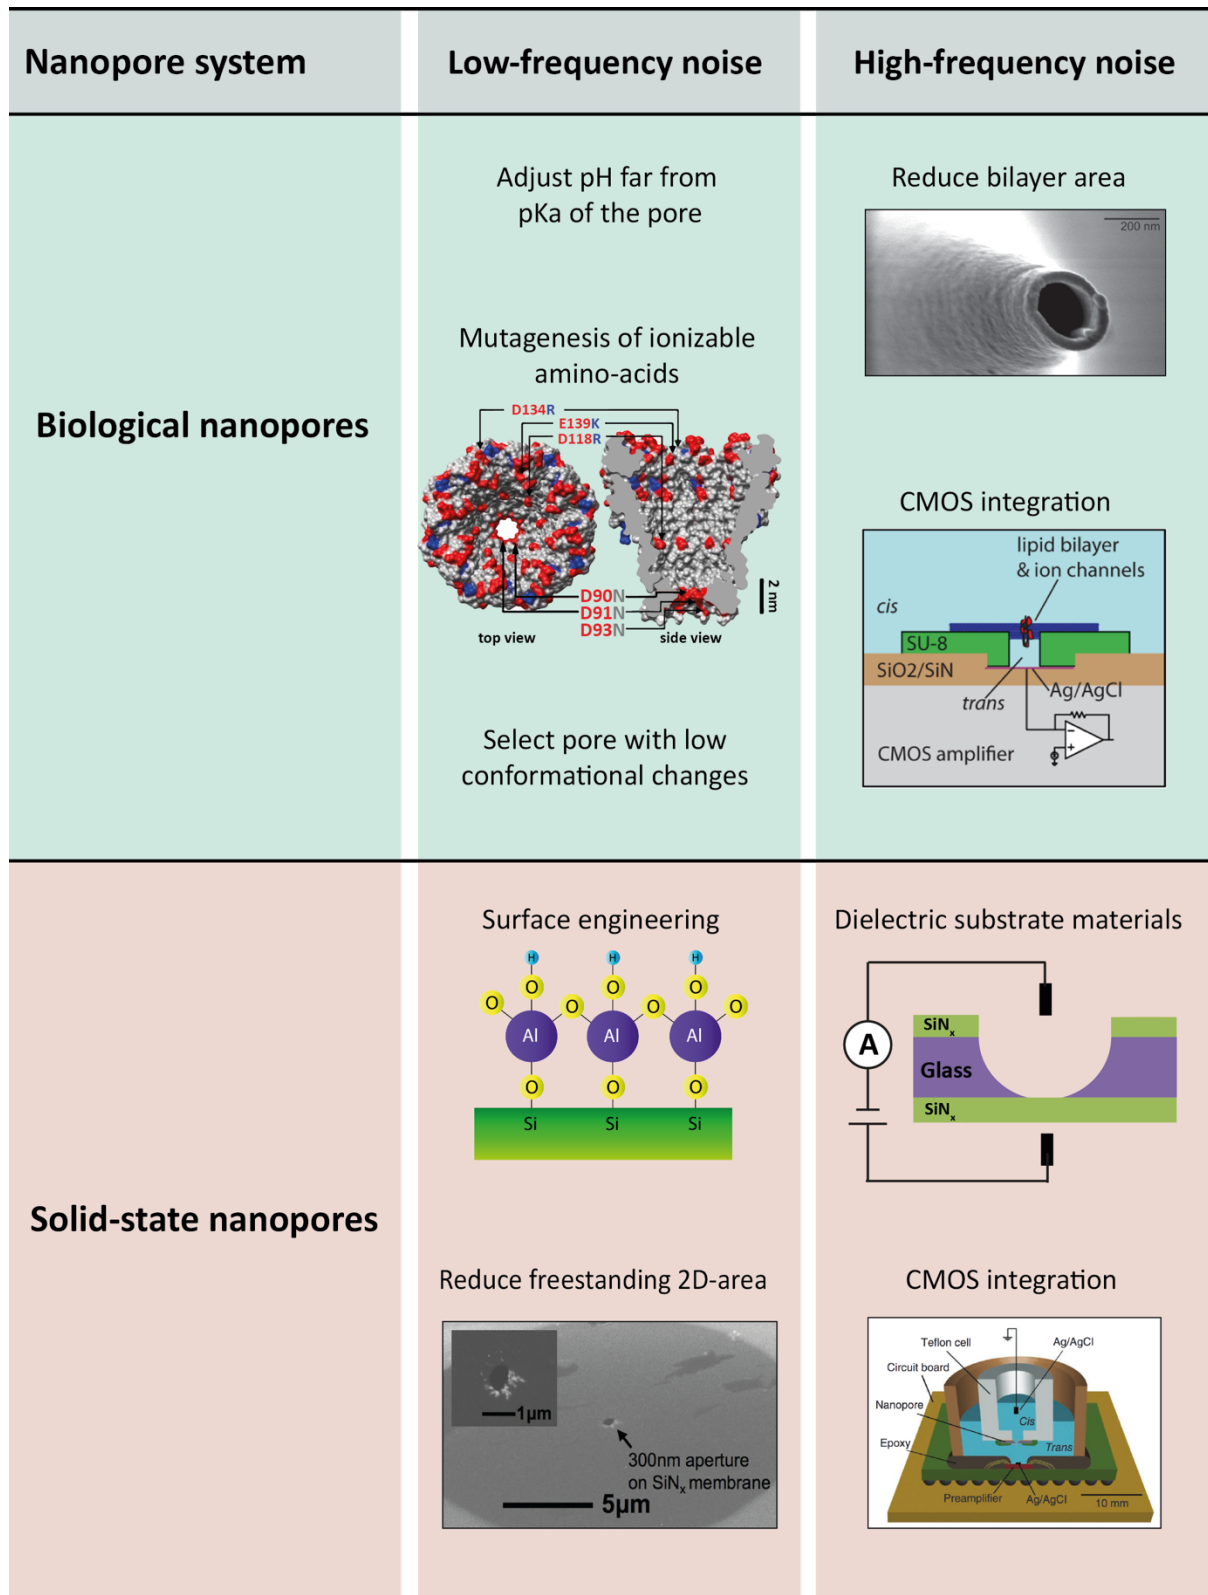 Nanopore system
Low-frequency noise
High-frequency noise
Biological nanopores
Adjust pH far from
pKa of the pore
Mutagenesis of ionizable
amino-acids
D134R
E139K
D118R
D90N
D91N
D93N
top view
side view
2 nm
Select pore with low
conformational changes
Reduce bilayer area
200 nm
CMOS integration
lipid bilayer
& ion channels
cis
SU-8
SiO2/SiN
trans
Ag/AgCl
CMOS amplifier
−
+
Solid-state nanopores
Surface engineering
H H H
O O O
O O O O
Al Al Al
O O O
Si Si Si
Reduce freestanding 2D-area
1µm
300nm aperture
on SiNx membrane
5µm
Dielectric substrate materials
SiNx
A
Glass
SiNx
CMOS integration
Teflon cell
Ag/AgCl
Circuit board
Nanopore
Cis
Epoxy
Trans
Preamplifier
Ag/AgCl
10 mm